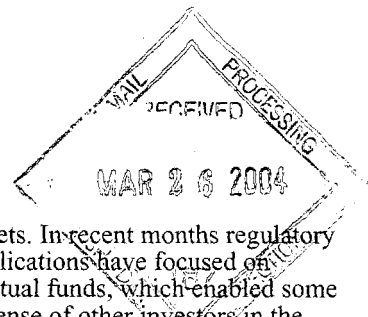 MAIL
PROCESSING
RECEIVED
MAR 26 2004
ets. In recent months regulatory
lications have focused on
tual funds, which enabled some
ense of other investors in the